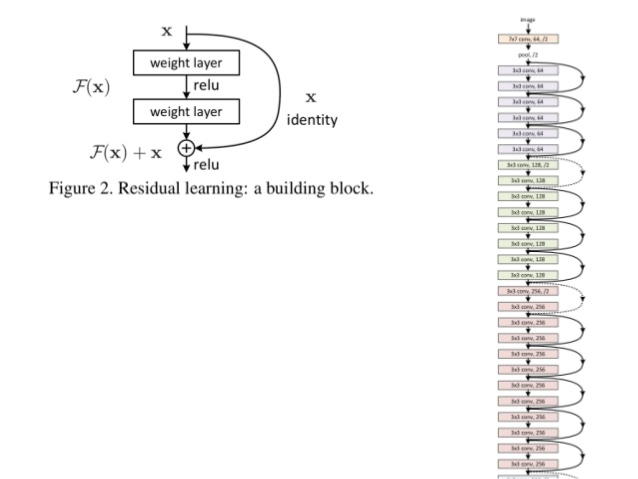 x
weight layer
F(x)
relu
weight layer
x
identity
F(x) + x
relu
Figure 2. Residual learning: a building block.
image
7x7 conv, 64, /2
pool, /2
3x3 conv, 64
3x3 conv, 64
3x3 conv, 64
3x3 conv, 64
3x3 conv, 64
3x3 conv, 64
3x3 conv, 128, /2
3x3 conv, 128
3x3 conv, 128
3x3 conv, 128
3x3 conv, 128
3x3 conv, 128
3x3 conv, 128
3x3 conv, 128
3x3 conv, 256, /2
3x3 conv, 256
3x3 conv, 256
3x3 conv, 256
3x3 conv, 256
3x3 conv, 256
3x3 conv, 256
3x3 conv, 256
3x3 conv, 256
3x3 conv, 256
3x3 conv, 256
3x3 conv, 256